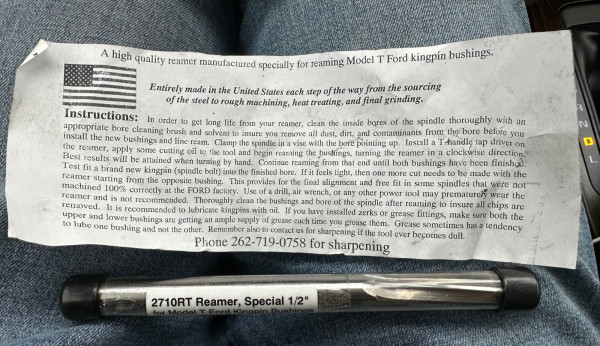 A high quality reamer manufactured specially for reaming Model T Ford kingpin bushings.
Entirely made in the United States each step of the way from the sourcing
of the steel to rough machining, heat treating, and final grinding.
Instructions: In order to get long life from your reamer, clean the inside bores of the spindle thoroughly with an
appropriate bore cleaning brush and solvent to insure you remove all dust, dirt, and contaminants from the bore before you
install the new bushings and line ream. Clamp the spindle in a vise with the bore pointing up. Install a T-handle tap driver on
the reamer, apply some cutting oil to the tool and begin reaming the bushings, turning the reamer in a clockwise direction.
Best results will be attained when turning by hand. Continue reaming from that end until both bushings have been finished.
Test fit a brand new kingpin (spindle bolt) into the finished bore. If it feels tight, then one more cut needs to be made with the
reamer starting from the opposite bushing. This provides for the final alignment and free fit in some spindles that were not
machined 100% correctly at the FORD factory. Use of a drill, air wrench, or any other power tool may prematurely wear the
reamer and is not recommended. Thoroughly clean the bushings and bore of the spindle after reaming to insure all chips are
removed. It is recommended to lubricate kingpins with oil. If you have installed zerks or grease fittings, make sure both the
upper and lower bushings are getting an ample supply of grease each time you grease them. Grease sometimes has a tendency
to lube one bushing and not the other. Remember also to contact us for sharpening if the tool ever becomes dull.
Phone 262-719-0758 for sharpening
2710RT Reamer, Special 1/2"
for Model T Ford Kingpin Bushings
R
N
L